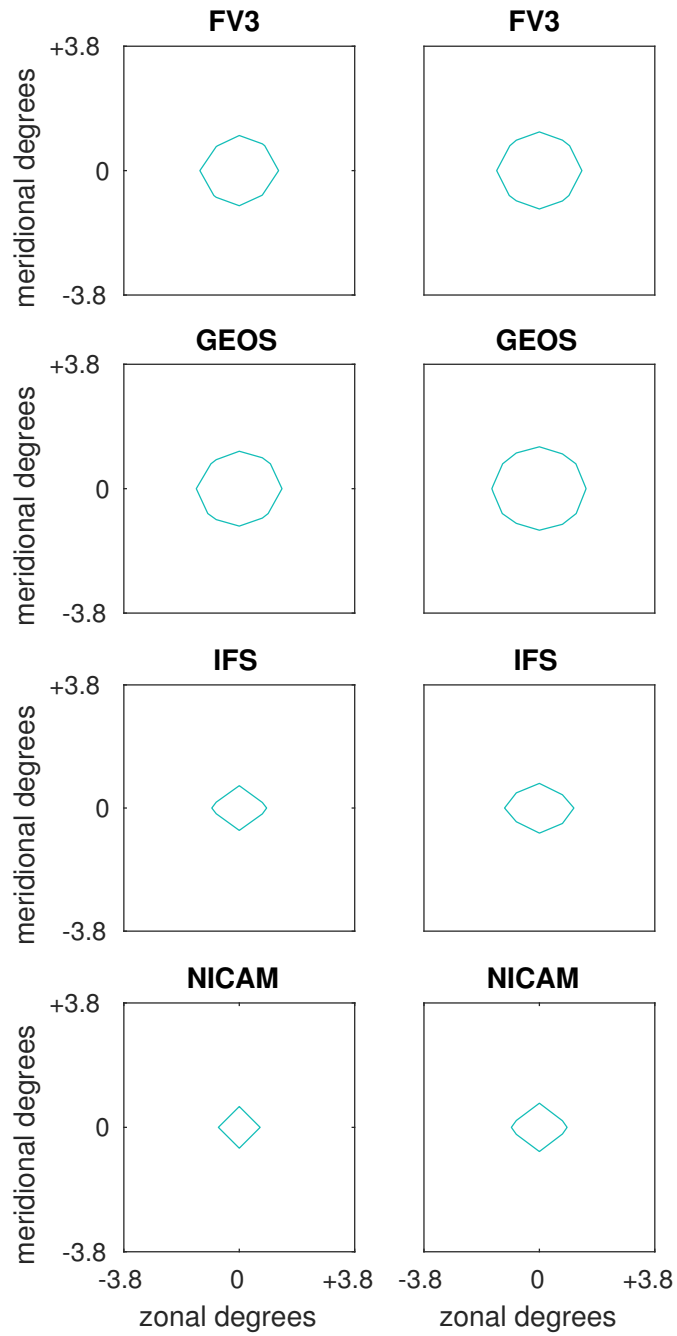 FV3 FV3
+3.8
meridional degrees
0
-3.8
GEOS GEOS
+3.8
meridional degrees
0
-3.8
IFS IFS
+3.8
meridional degrees
0
-3.8
NICAM NICAM
+3.8
meridional degrees
0
-3.8
-3.8 0 +3.8 0 +3.8
zonal degrees zonal degrees